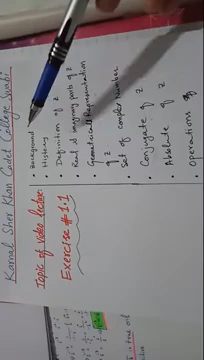 Karnal Sher Khan Cadet College Swabi
Topic of Video lecture:
Exercise # 1.1
• Background
• History
• Definition of Z
• Real & imaginary parts of Z
• Geometrical Representation
of Z
• Set of complex Number
• Conjugate of Z
• Absolute of Z
Operations of